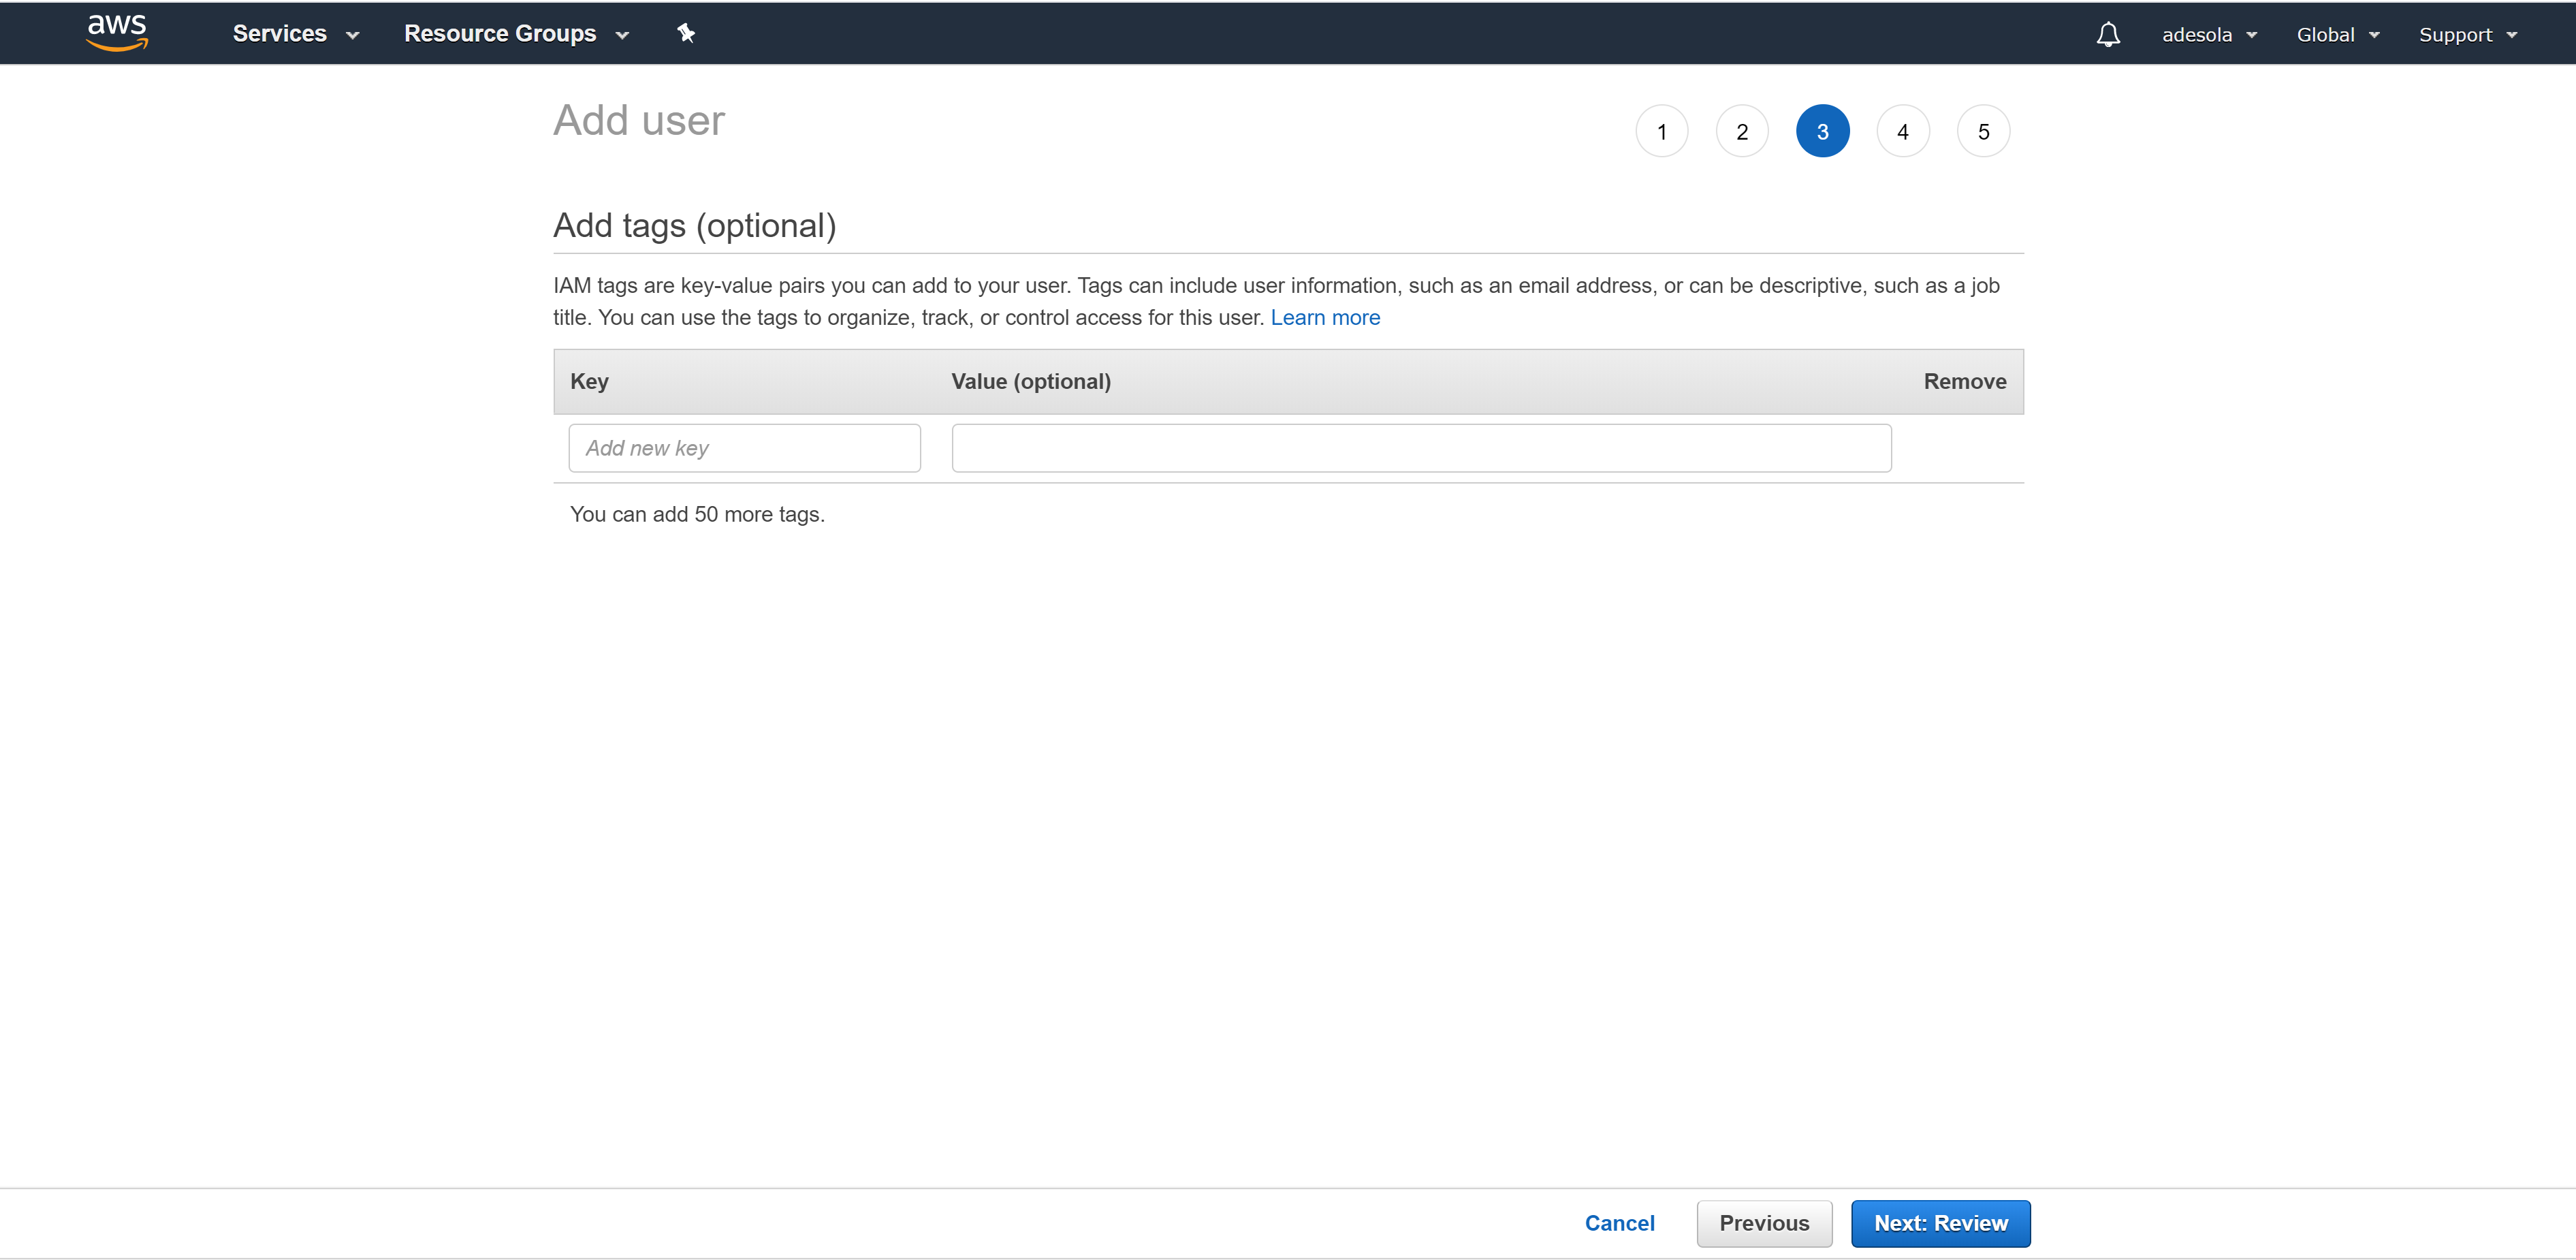 aws Services Resource Groups adesola Global Support
Add user 1 2 3 4 5
Add tags (optional)
IAM tags are key-value pairs you can add to your user. Tags can include user information, such as an email address, or can be descriptive, such as a job
title. You can use the tags to organize, track, or control access for this user. Learn more
Key Value (optional) Remove
Add new key
You can add 50 more tags.
Cancel Previous Next: Review